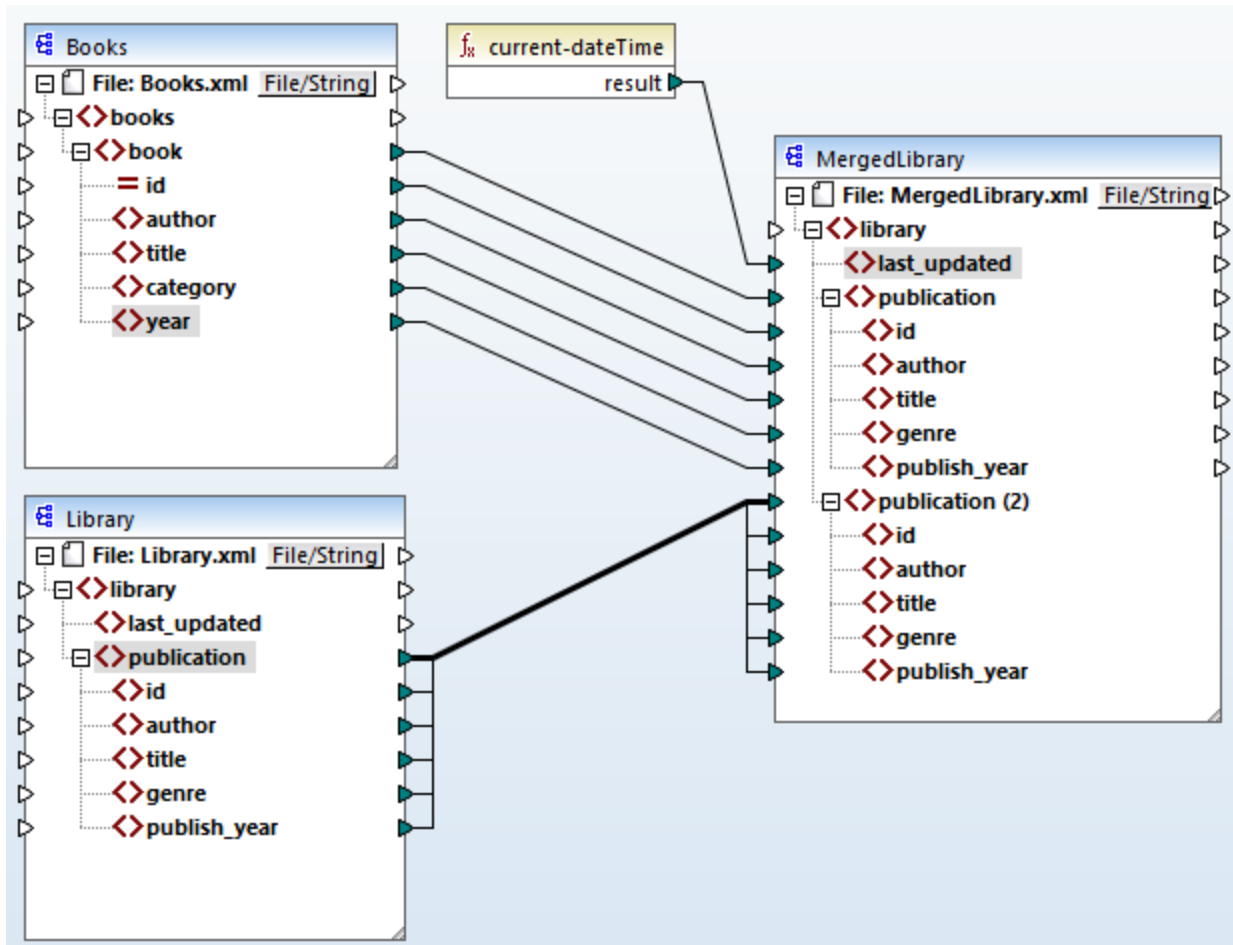 Books
File: Books.xml File/String
books
book
id
author
title
category
year
fx current-dateTime
result
MergedLibrary
File: MergedLibrary.xml File/String
library
last_updated
publication
id
author
title
genre
publish_year
publication (2)
id
author
title
genre
publish_year
Library
File: Library.xml File/String
library
last_updated
publication
id
author
title
genre
publish_year